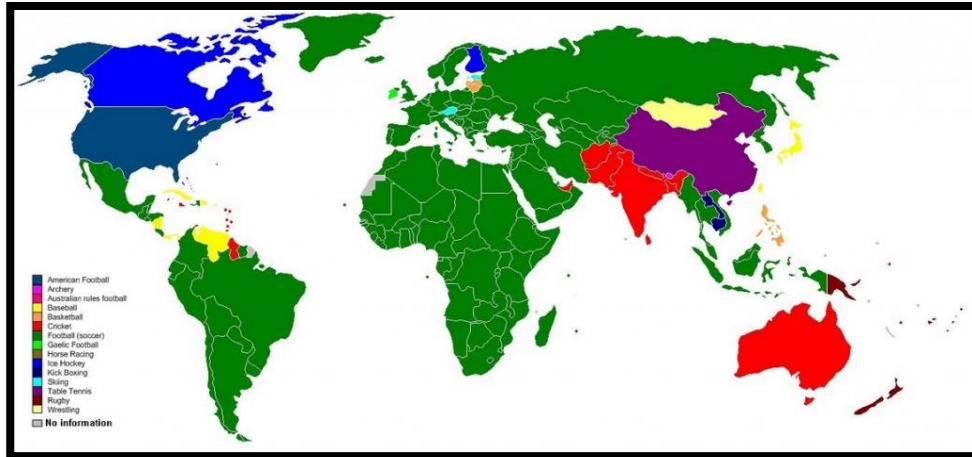 American Football
Archery
Australian rules football
Baseball
Basketball
Cricket
Football (soccer)
Gaelic Football
Horse Racing
Ice Hockey
Kick Boxing
Skiing
Table Tennis
Rugby
Wrestling
No information